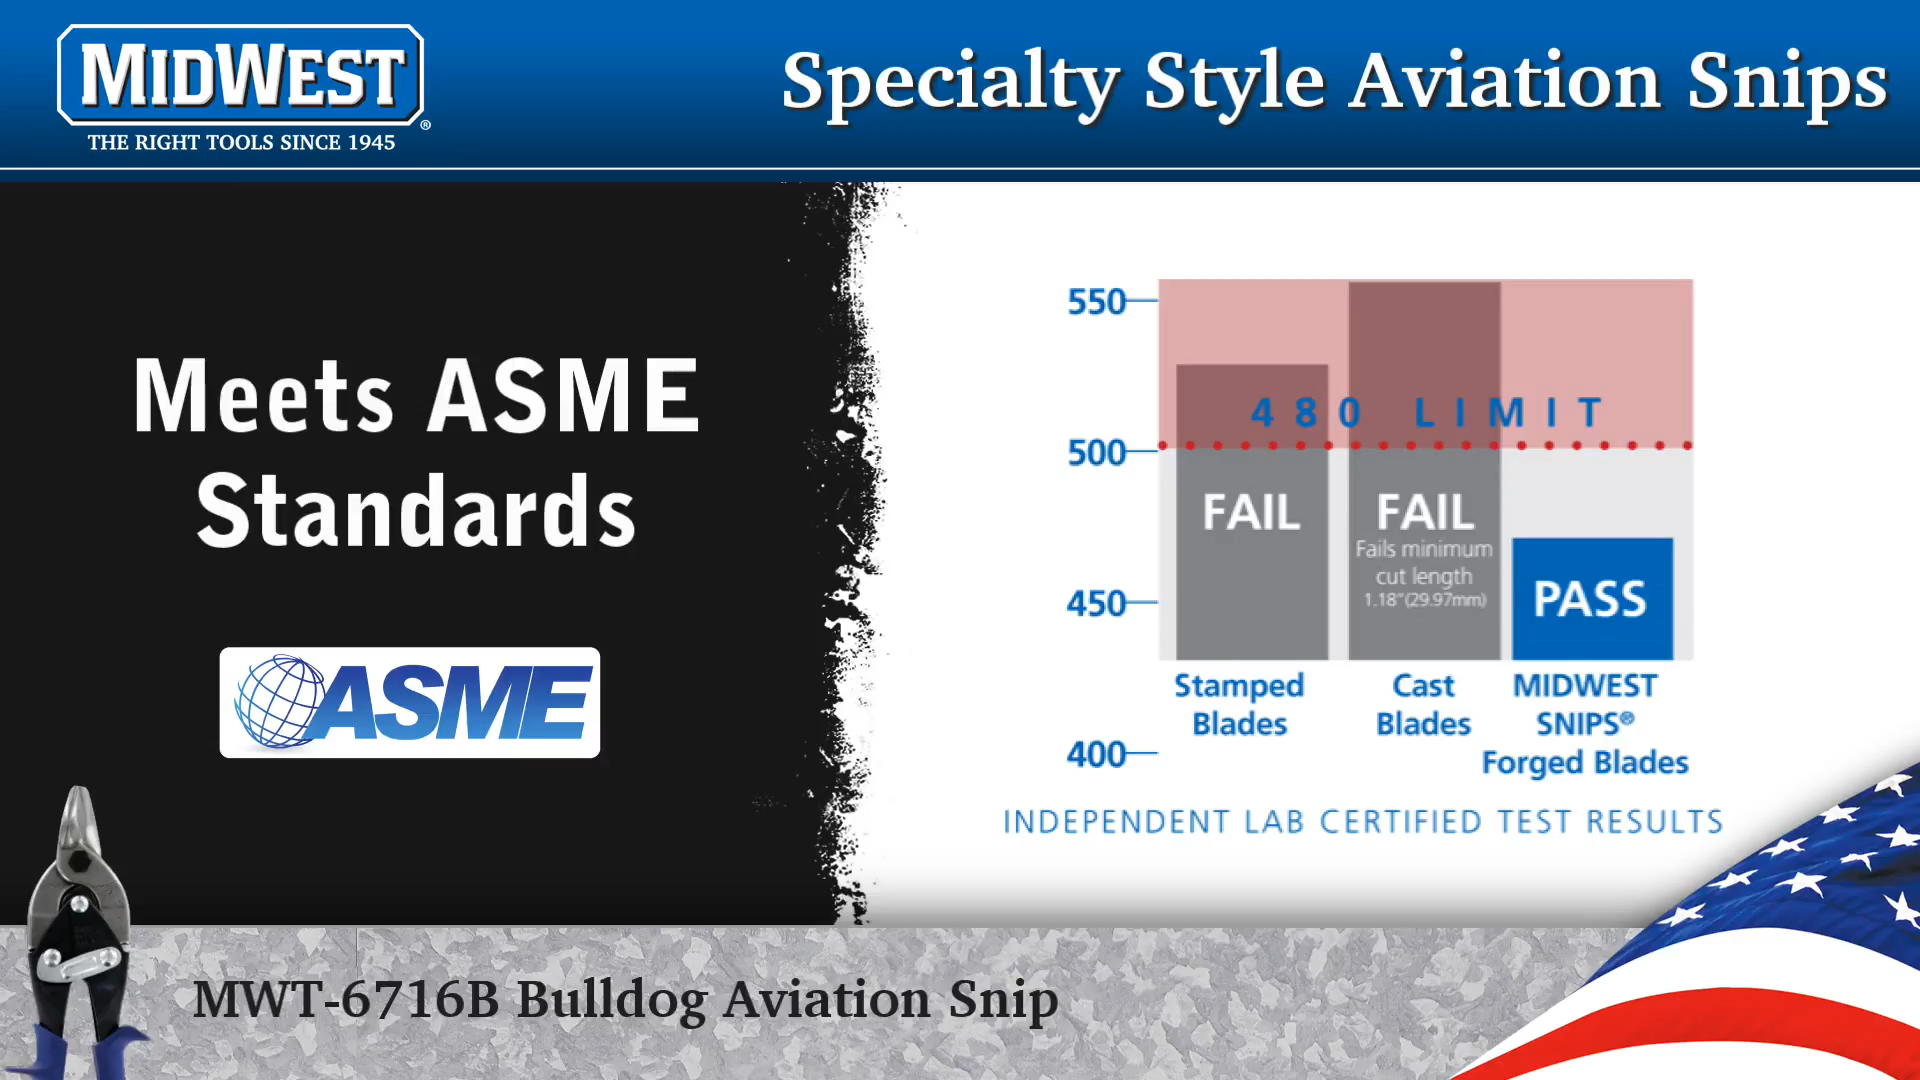 MIDWEST®
THE RIGHT TOOLS SINCE 1945
Specialty Style Aviation Snips
Meets ASME
Standards
ASME
550
500
450
400
480 LIMIT
FAIL
FAIL
Fails minimum
cut length
1.18"(29.97mm)
PASS
Stamped
Blades
Cast
Blades
MIDWEST
SNIPS®
Forged Blades
INDEPENDENT LAB CERTIFIED TEST RESULTS
MWT-6716B Bulldog Aviation Snip